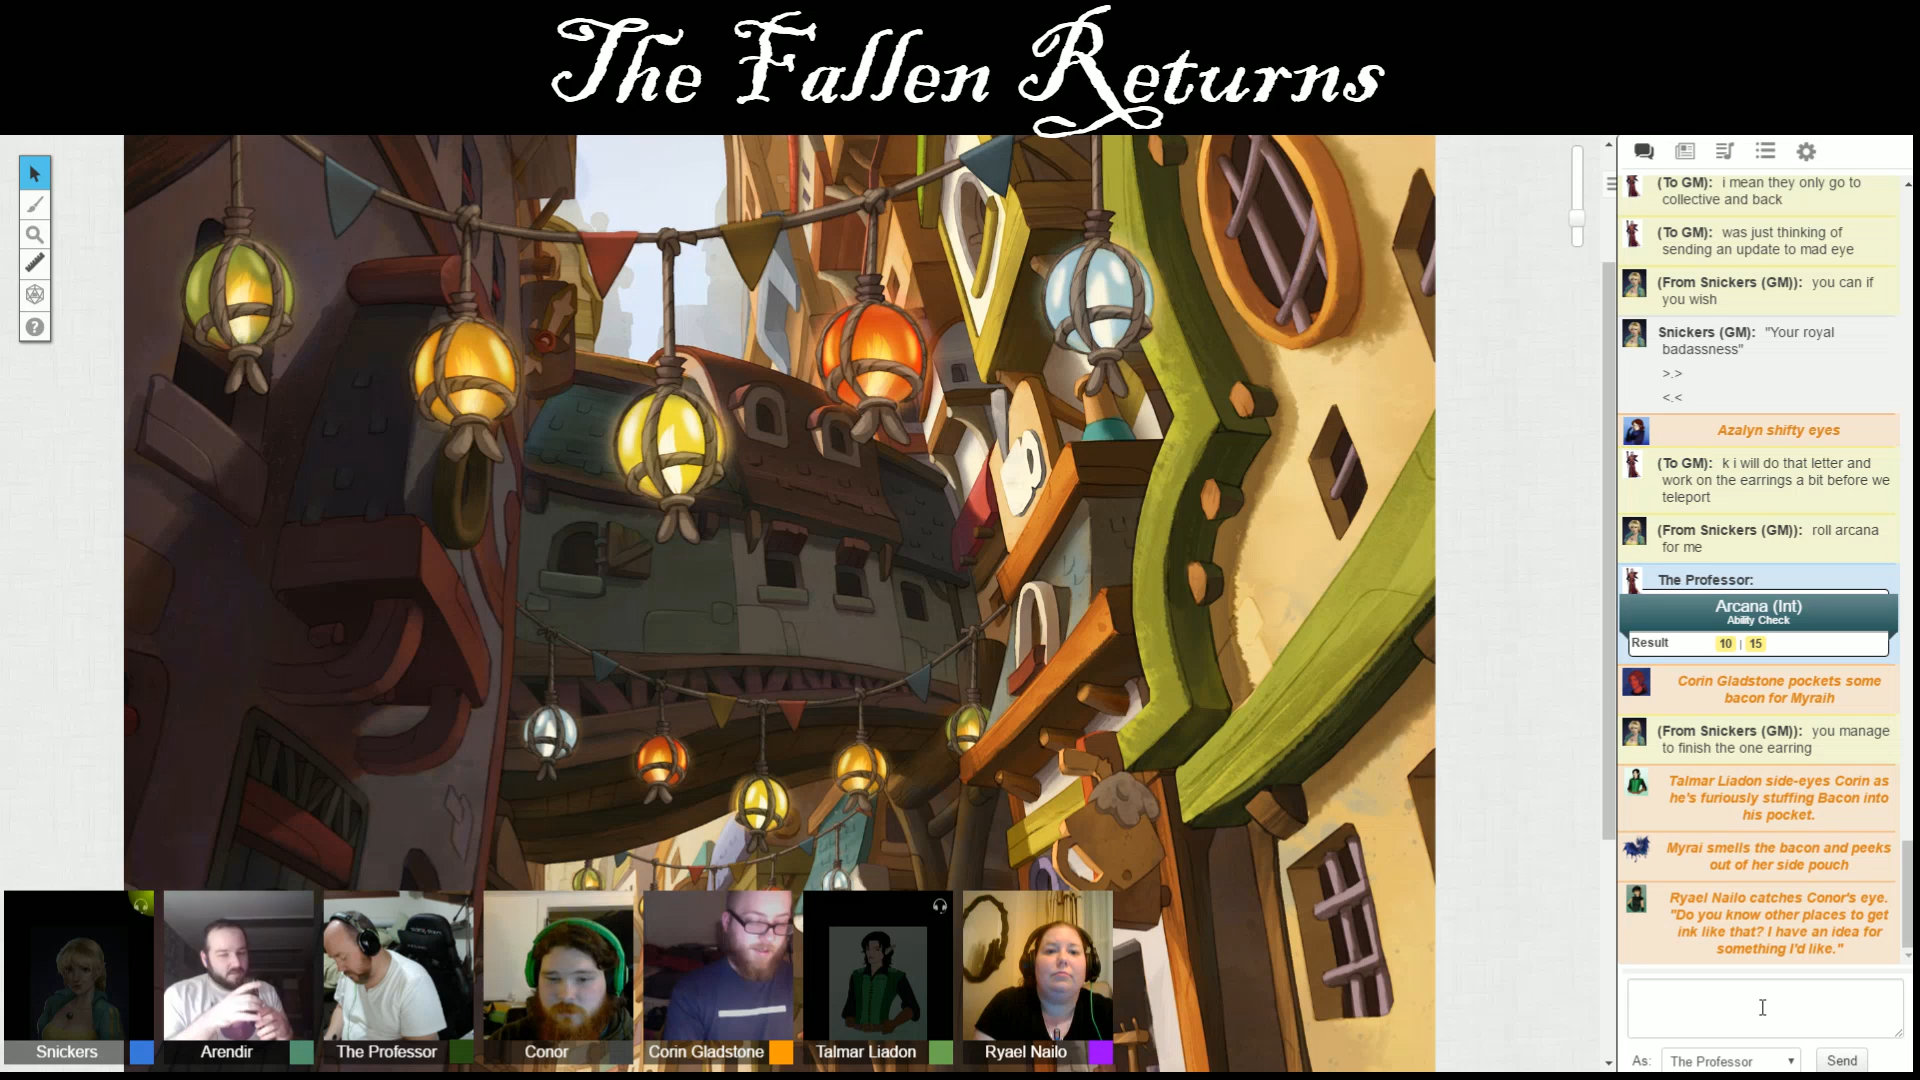 The Fallen Returns
(To GM): i mean they only go to
collective and back
(To GM): was just thinking of
sending an update to mad eye
(From Snickers (GM)): you can if
you wish
Snickers (GM): "Your royal
badassness"
>.>
<.<
Azalyn shifty eyes
(To GM): k i will do that letter and
work on the earrings a bit before we
teleport
(From Snickers (GM)): roll arcana
for me
The Professor:
Arcana (Int)
Ability Check
Result 10 | 15
Corin Gladstone pockets some
bacon for Myraih
(From Snickers (GM)): you manage
to finish the one earring
Talmar Liadon side-eyes Corin as
he's furiously stuffing Bacon into
his pocket.
Myrai smells the bacon and peeks
out of her side pouch
Ryael Nailo catches Conor's eye.
"Do you know other places to get
ink like that? I have an idea for
something I'd like."
As: The Professor Send
Snickers Arendir The Professor Conor Corin Gladstone Talmar Liadon Ryael Nailo